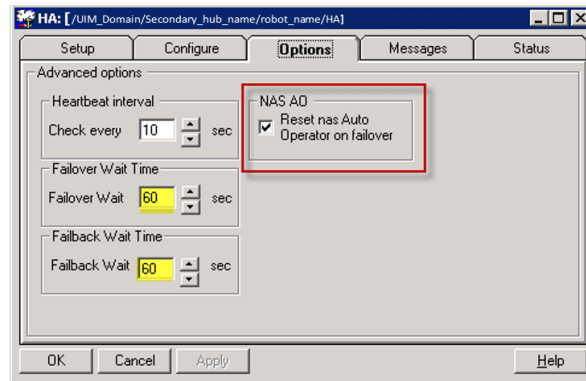 HA: [/UIM_Domain/Secondary_hub_name/robot_name/HA]
Setup Configure Options Messages Status
Advanced options
Heartbeat interval
Check every 10 sec
NAS AO
Reset nas Auto
Operator on failover
Failover Wait Time
Failover Wait 60 sec
Failback Wait Time
Failback Wait 60 sec
OK Cancel Apply Help